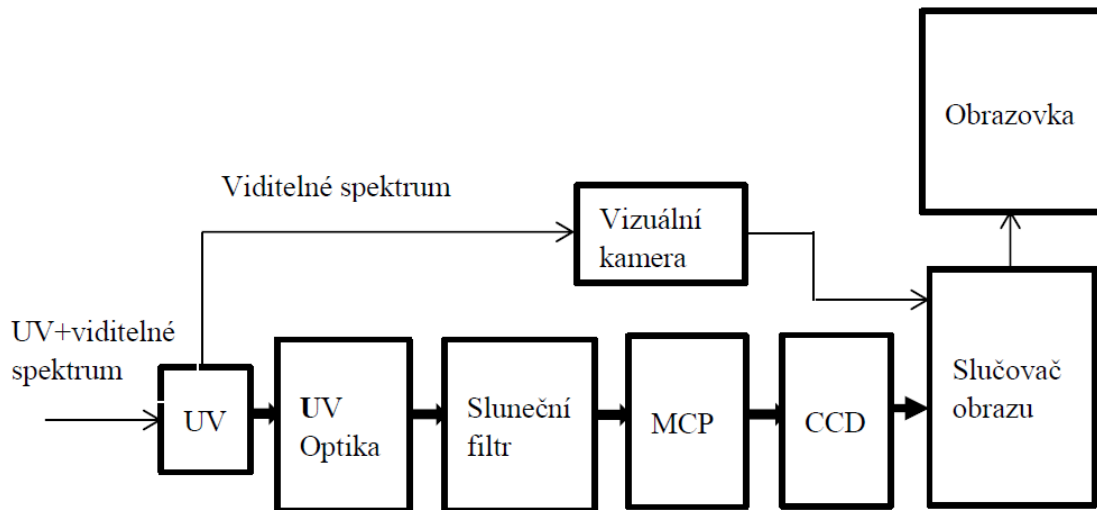 Obrazovka
Viditelné spektrum
Vizuální
kamera
UV+viditelné
spektrum
UV
UV
Optika
Sluneční
filtr
MCP
CCD
Slučovač
obrazu